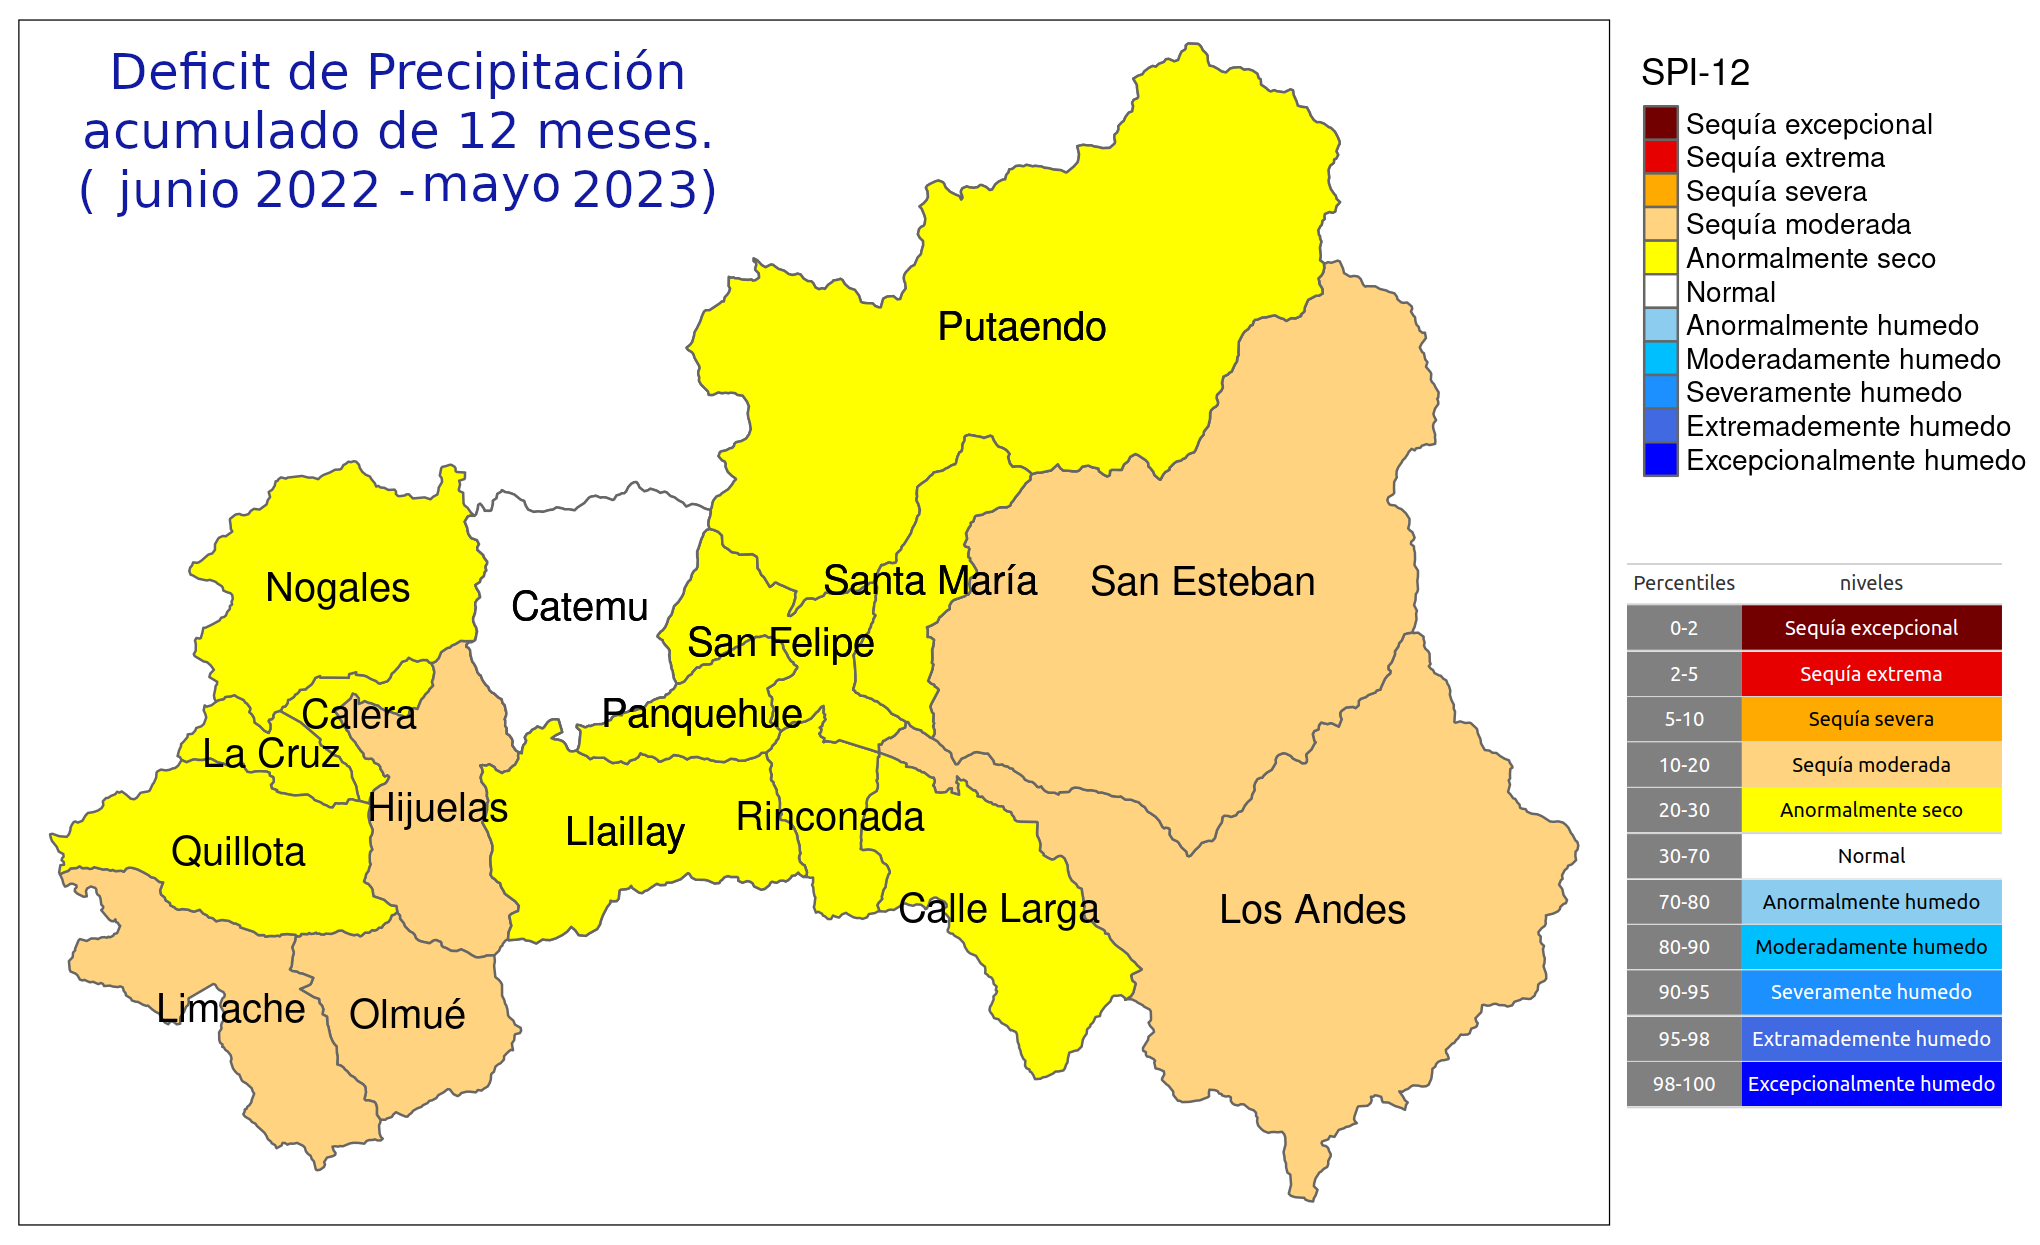 Deficit de Precipitación
acumulado de 12 meses.
( junio 2022 - mayo 2023)
Putaendo
Nogales
Catemu
Santa María
San Esteban
San Felipe
Calera
Panquehue
La Cruz
Hijuelas
Rinconada
Llaillay
Quillota
Calle Larga
Los Andes
Limache
Olmué
SPI-12
Sequía excepcional
Sequía extrema
Sequía severa
Sequía moderada
Anormalmente seco
Normal
Anormalmente humedo
Moderadamente humedo
Severamente humedo
Extremademente humedo
Excepcionalmente humedo
Percentiles niveles
0-2 Sequía excepcional
2-5 Sequía extrema
5-10 Sequía severa
10-20 Sequía moderada
20-30 Anormalmente seco
30-70 Normal
70-80 Anormalmente humedo
80-90 Moderadamente humedo
90-95 Severamente humedo
95-98 Extramademente humedo
98-100 Excepcionalmente humedo